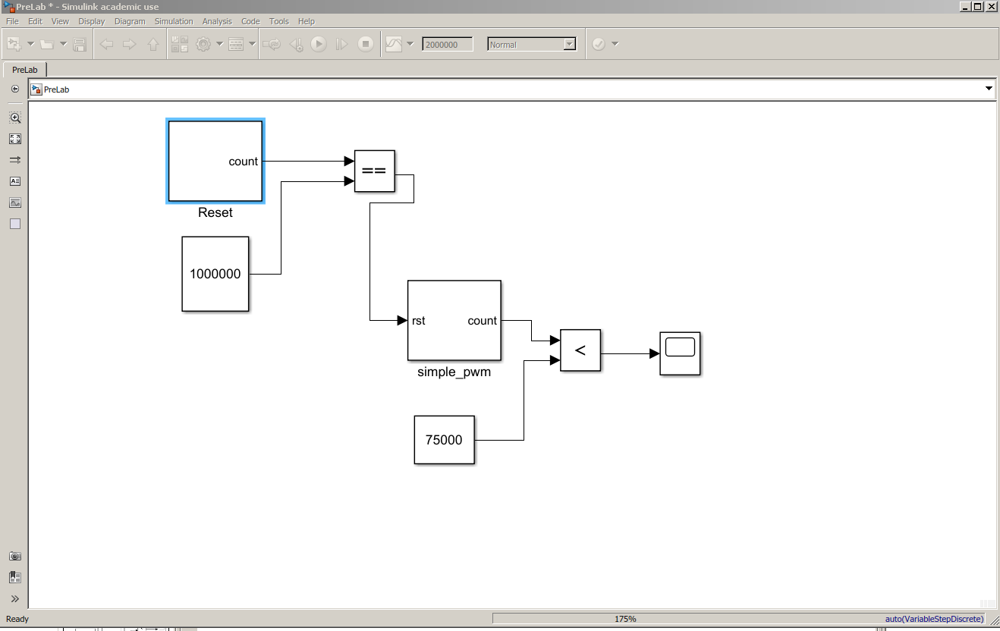 PreLab * - Simulink academic use
File Edit View Display Diagram Simulation Analysis Code Tools Help
2000000 Normal
PreLab
PreLab
count
==
Reset
1000000
rst count
<
simple_pwm
75000
Ready 175% auto(VariableStepDiscrete)